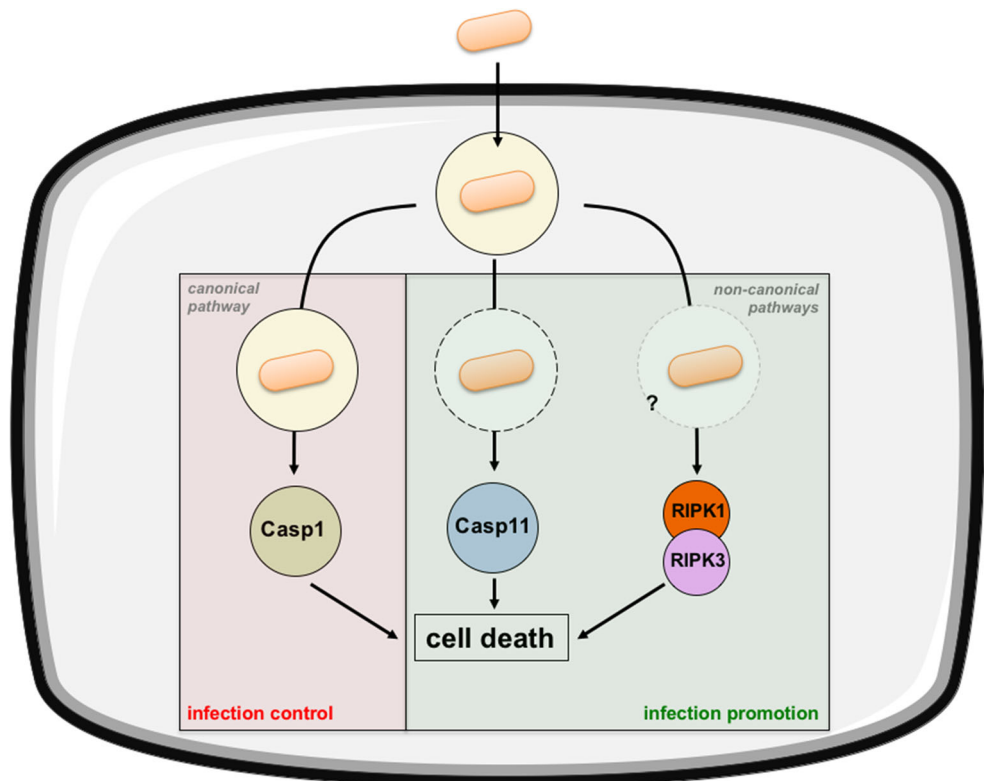 canonical
pathway
non-canonical
pathways
?
Casp1
Casp11
RIPK1
RIPK3
cell death
infection control
infection promotion